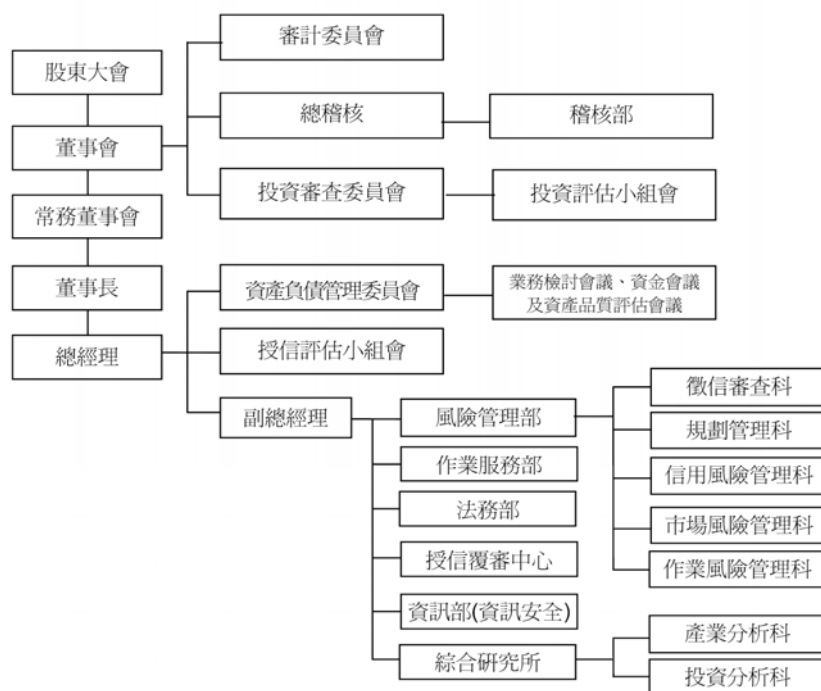 審計委員會
股東大會
總稽核
稽核部
董事會
投資審查委員會
投資評估小組會
常務董事會
董事長
資產負債管理委員會
業務檢討會議、資金會議
及資產品質評估會議
總經理
授信評估小組會
徵信審查科
副總經理
風險管理部
規劃管理科
作業服務部
信用風險管理科
法務部
市場風險管理科
授信覆審中心
作業風險管理科
資訊部(資訊安全)
產業分析科
綜合研究所
投資分析科